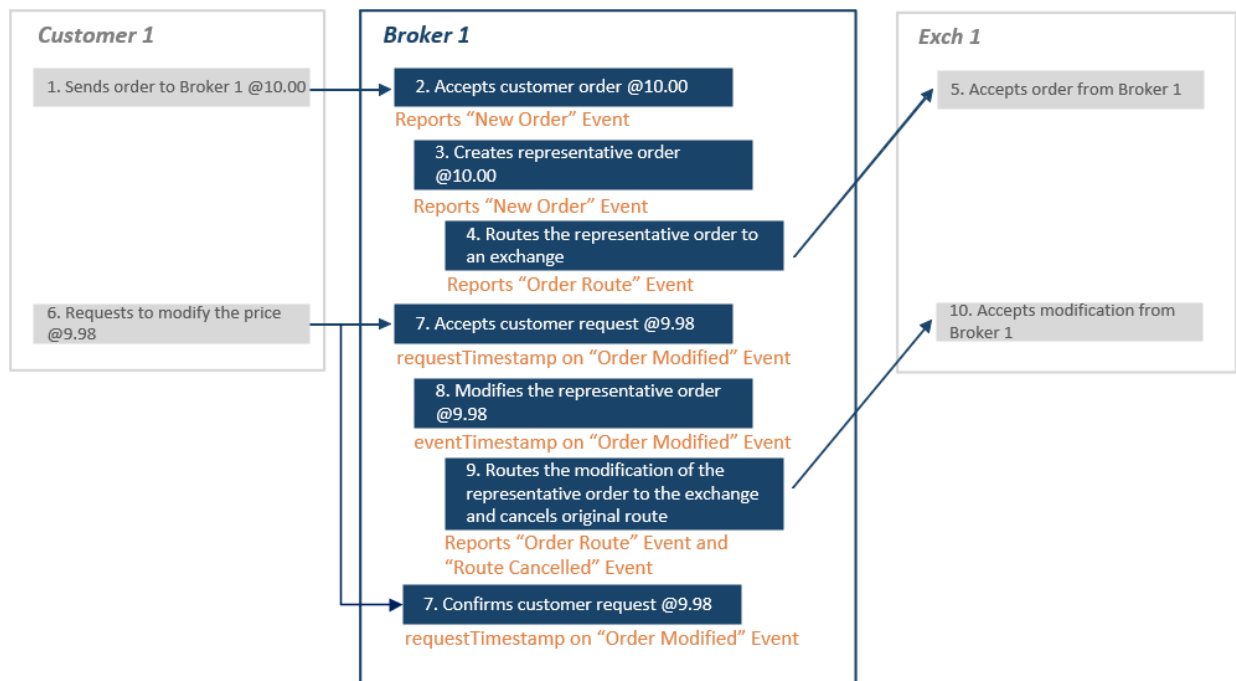 Customer 1
Broker 1
Exch 1
1. Sends order to Broker 1 @10.00
2. Accepts customer order @10.00
5. Accepts order from Broker 1
Reports “New Order” Event
3. Creates representative order
@10.00
Reports “New Order” Event
4. Routes the representative order to
an exchange
Reports “Order Route” Event
6. Requests to modify the price
@9.98
7. Accepts customer request @9.98
10. Accepts modification from
Broker 1
requestTimestamp on “Order Modified” Event
8. Modifies the representative order
@9.98
eventTimestamp on “Order Modified” Event
9. Routes the modification of the
representative order to the exchange
and cancels original route
Reports “Order Route” Event and
“Route Cancelled” Event
7. Confirms customer request @9.98
requestTimestamp on “Order Modified” Event